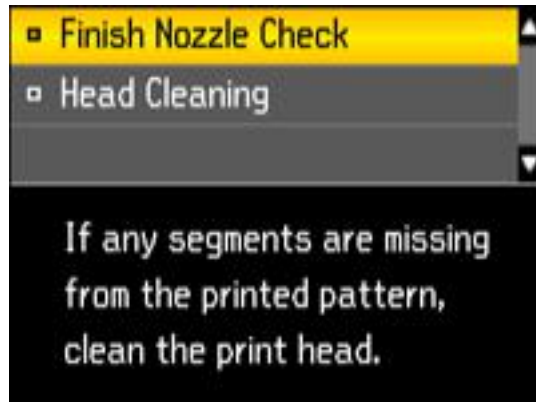 Finish Nozzle Check
Head Cleaning
If any segments are missing
from the printed pattern,
clean the print head.